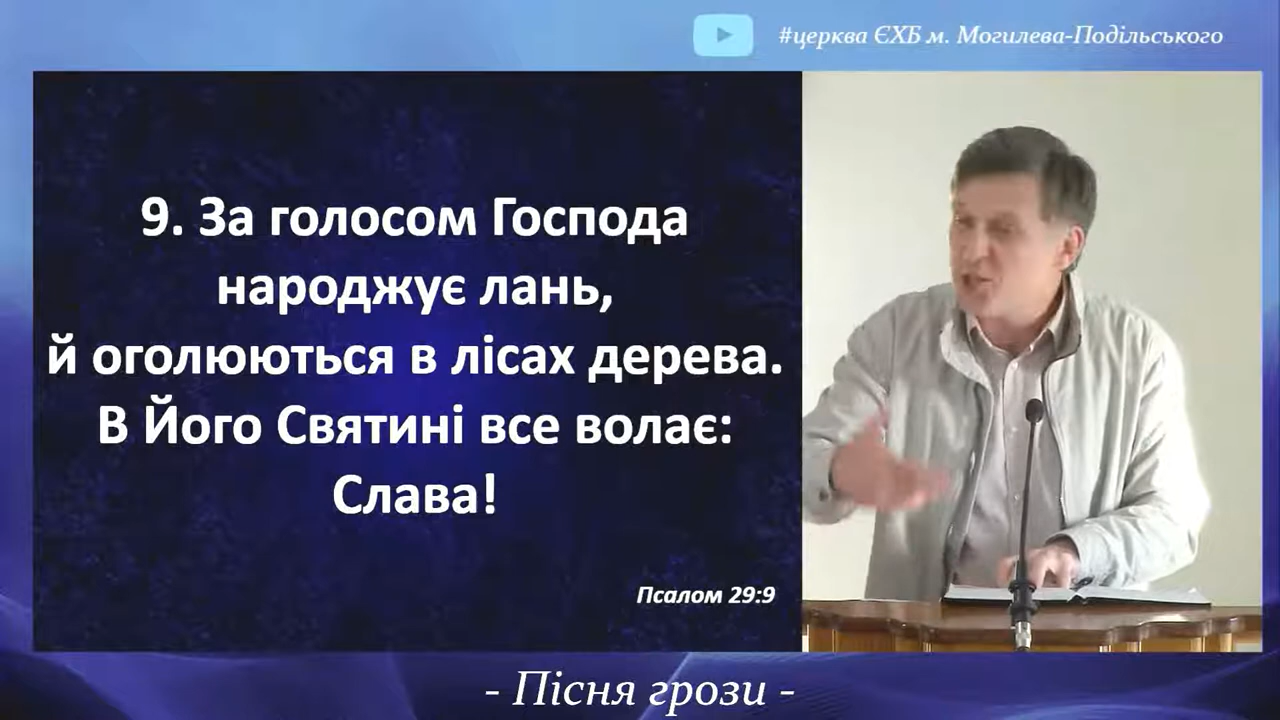 #церква ЄХБ м. Могилева-Подільського
9. За голосом Господа
народжує лань,
й оголюються в лісах дерева.
В Його Святині все волає:
Слава!
Псалом 29:9
- Пісня грози -